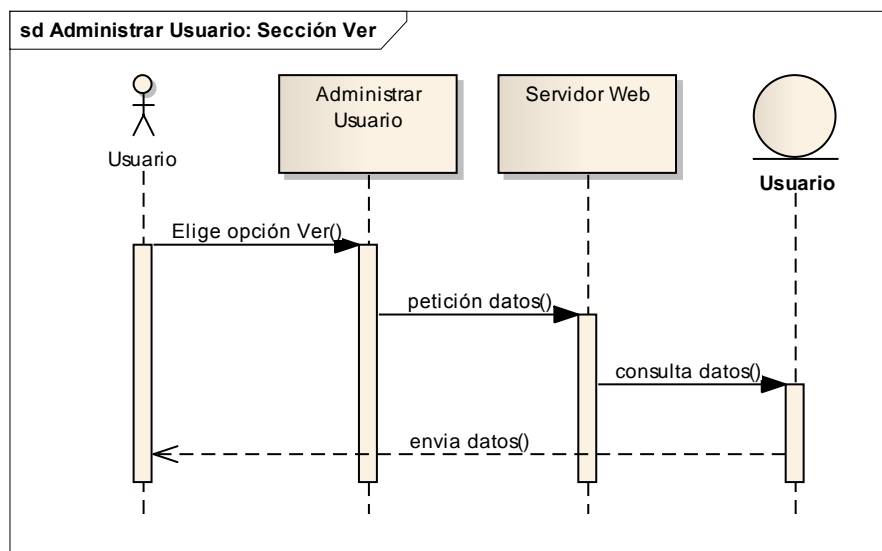 sd Administrar Usuario: Sección Ver
Usuario
Administrar
Usuario
Servidor Web
Usuario
Elige opción Ver()
petición datos()
consulta datos()
envia datos()